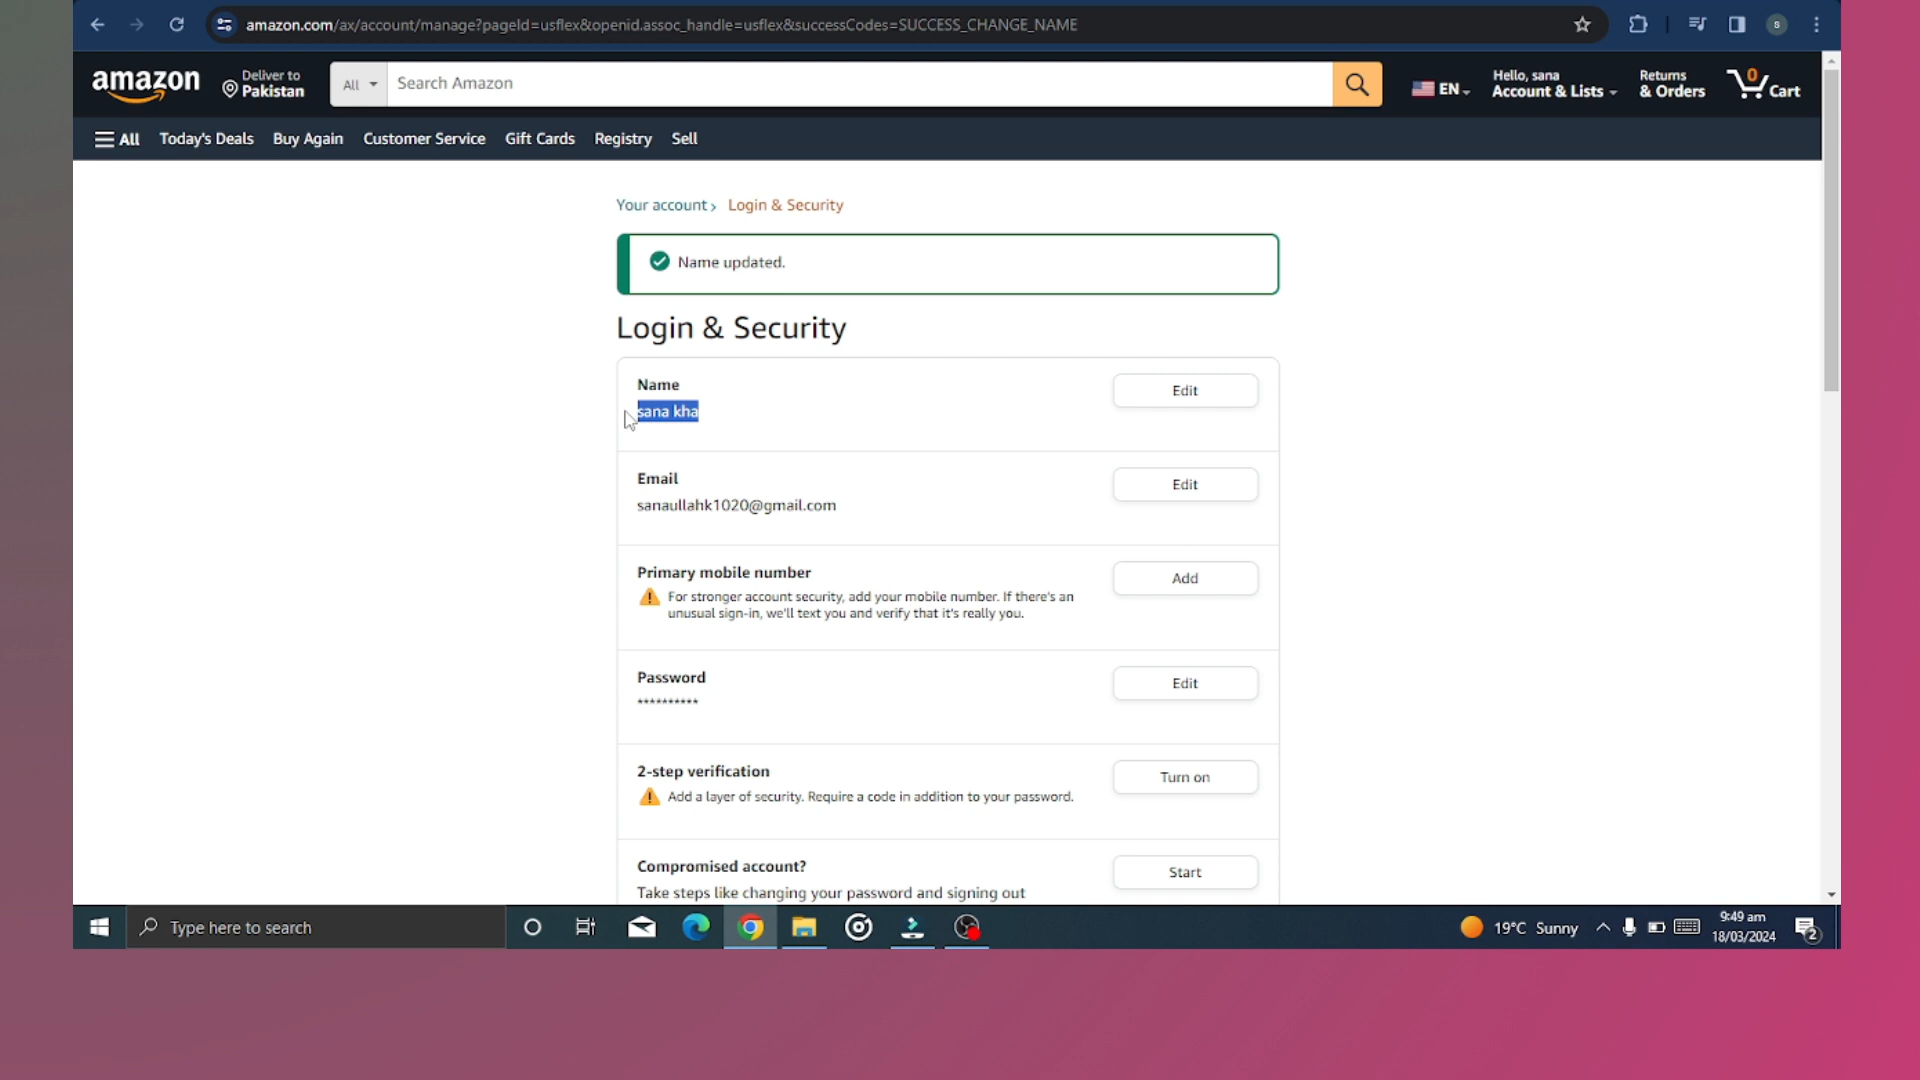 amazon.com/ax/account/manage?pageId=usflex&openid.assoc_handle=usflex&successCodes=SUCCESS_CHANGE_NAME
s
amazon
Deliver to
Pakistan
All
Search Amazon
EN
Hello, sana
Account & Lists
Returns
& Orders
0
Cart
All
Today's Deals
Buy Again
Customer Service
Gift Cards
Registry
Sell
Your account ›
Login & Security
Name updated.
Login & Security
Name
sana kha
Edit
Email
sanaullahk1020@gmail.com
Edit
Primary mobile number
For stronger account security, add your mobile number. If there's an
unusual sign-in, we'll text you and verify that it's really you.
Add
Password
**********
Edit
2-step verification
Add a layer of security. Require a code in addition to your password.
Turn on
Compromised account?
Take steps like changing your password and signing out
Start
Type here to search
19°C Sunny
9:49 am
18/03/2024
2